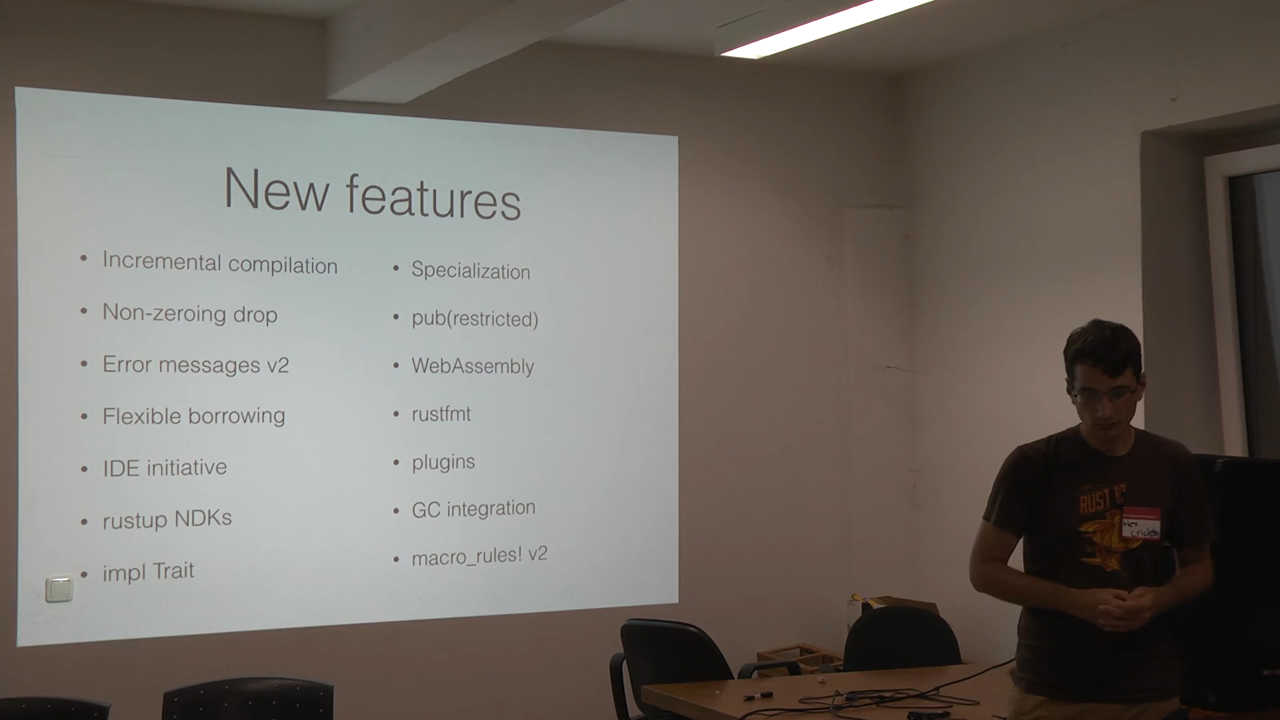 New features
• Incremental compilation
• Non-zeroing drop
• Error messages v2
• Flexible borrowing
• IDE initiative
• rustup NDKs
• impl Trait
• Specialization
• pub(restricted)
• WebAssembly
• rustfmt
• plugins
• GC integration
• macro_rules! v2
RUST